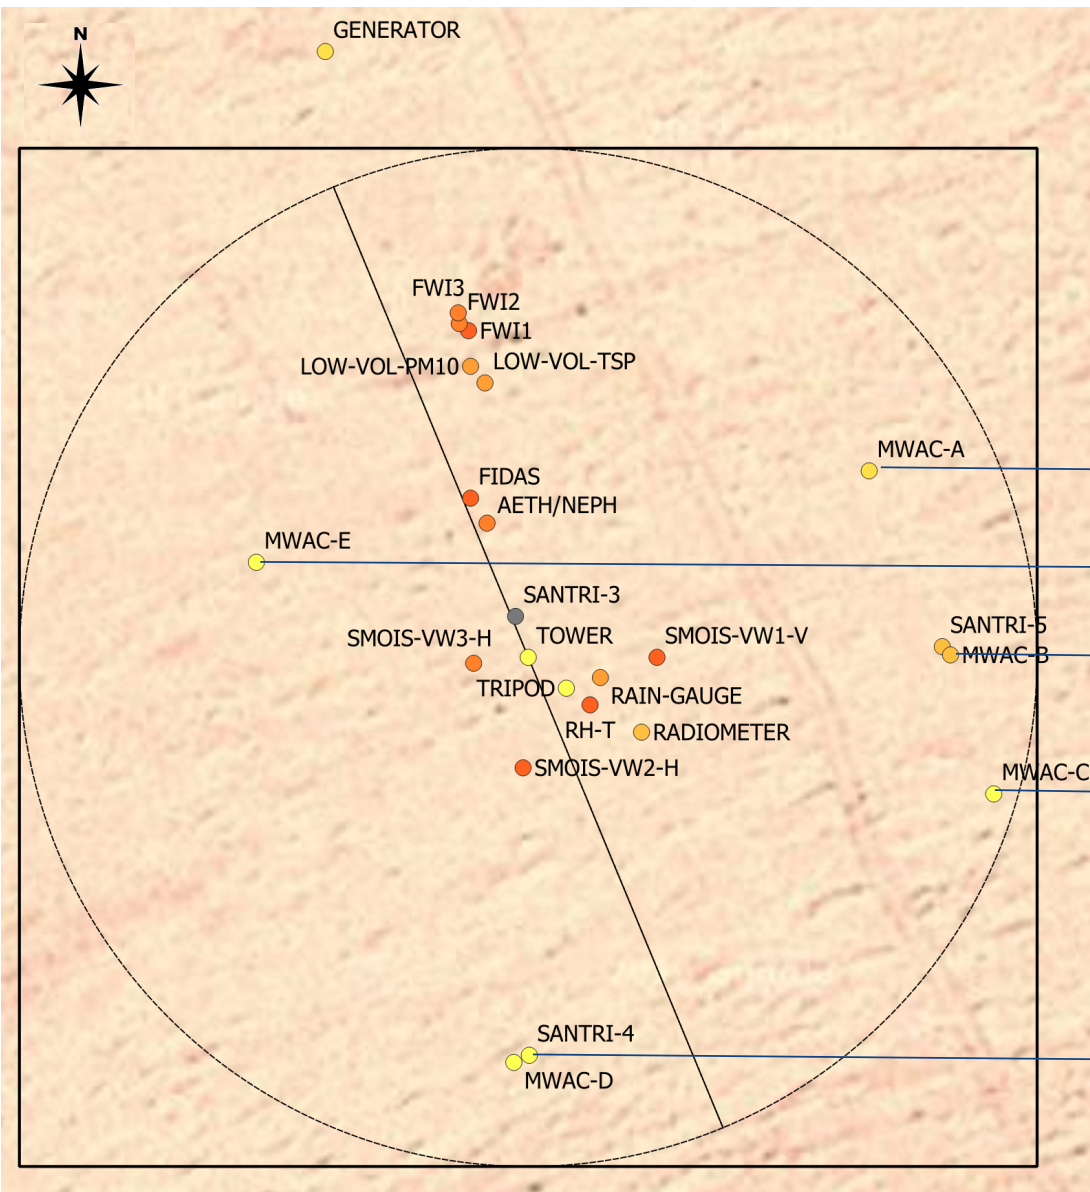 GENERATOR
N
FWI3
FWI2
FWI1
LOW-VOL-PM10
LOW-VOL-TSP
MWAC-A
FIDAS
AETH/NEPH
MWAC-E
SANTRI-3
SANTRI-5
SMOIS-VW3-H
TOWER
SMOIS-VW1-V
MWAC-B
TRIPOD
RAIN-GAUGE
RH-T
RADIOMETER
SMOIS-VW2-H
MWAC-C
SANTRI-4
MWAC-D